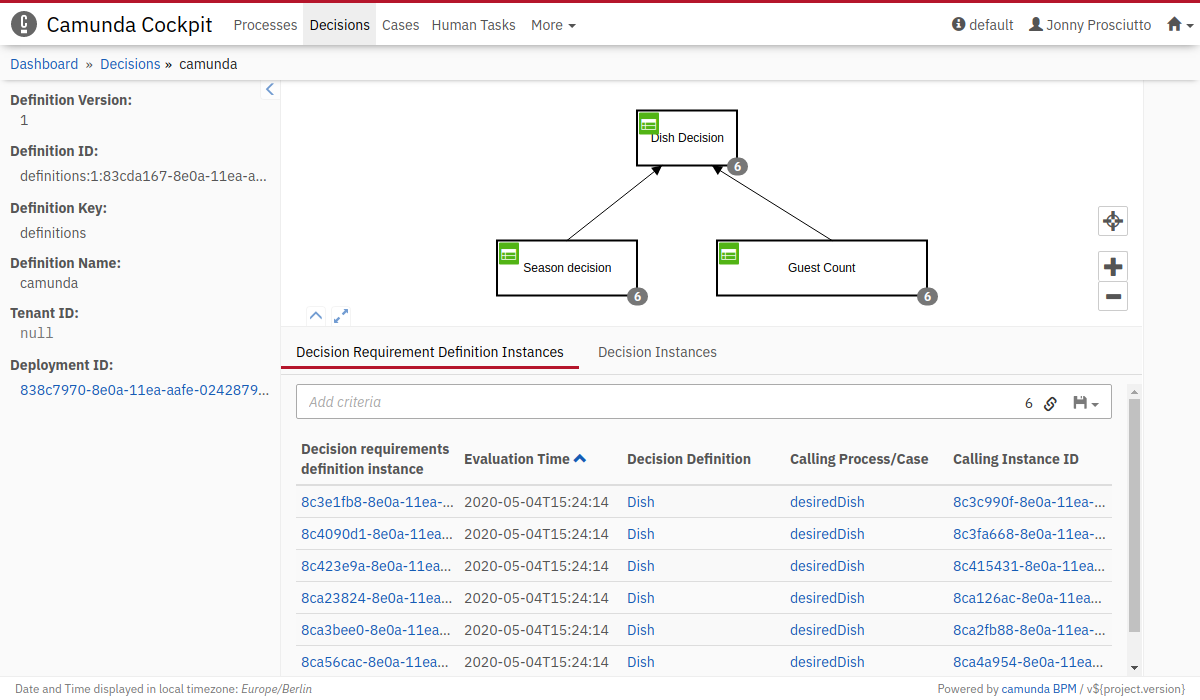 Camunda Cockpit Processes Decisions Cases Human Tasks More default Jonny Prosciutto
Dashboard » Decisions » camunda
Definition Version:
1
Definition ID:
definitions:1:83cda167-8e0a-11ea-a...
Definition Key:
definitions
Definition Name:
camunda
Tenant ID:
null
Deployment ID:
838c7970-8e0a-11ea-aafe-0242879...
Dish Decision
6
Season decision
6
Guest Count
6
Decision Requirement Definition Instances Decision Instances
Add criteria 6
Decision requirements definition instance Evaluation Time Decision Definition Calling Process/Case Calling Instance ID
8c3e1fb8-8e0a-11ea-... 2020-05-04T15:24:14 Dish desiredDish 8c3c990f-8e0a-11ea-...
8c4090d1-8e0a-11ea... 2020-05-04T15:24:14 Dish desiredDish 8c3fa668-8e0a-11ea-...
8c423e9a-8e0a-11ea... 2020-05-04T15:24:14 Dish desiredDish 8c415431-8e0a-11ea...
8ca23824-8e0a-11ea... 2020-05-04T15:24:14 Dish desiredDish 8ca126ac-8e0a-11ea...
8ca3bee0-8e0a-11ea... 2020-05-04T15:24:14 Dish desiredDish 8ca2fb88-8e0a-11ea-...
8ca56cac-8e0a-11ea... 2020-05-04T15:24:14 Dish desiredDish 8ca4a954-8e0a-11ea...
Date and Time displayed in local timezone: Europe/Berlin Powered by camunda BPM / v${project.version}